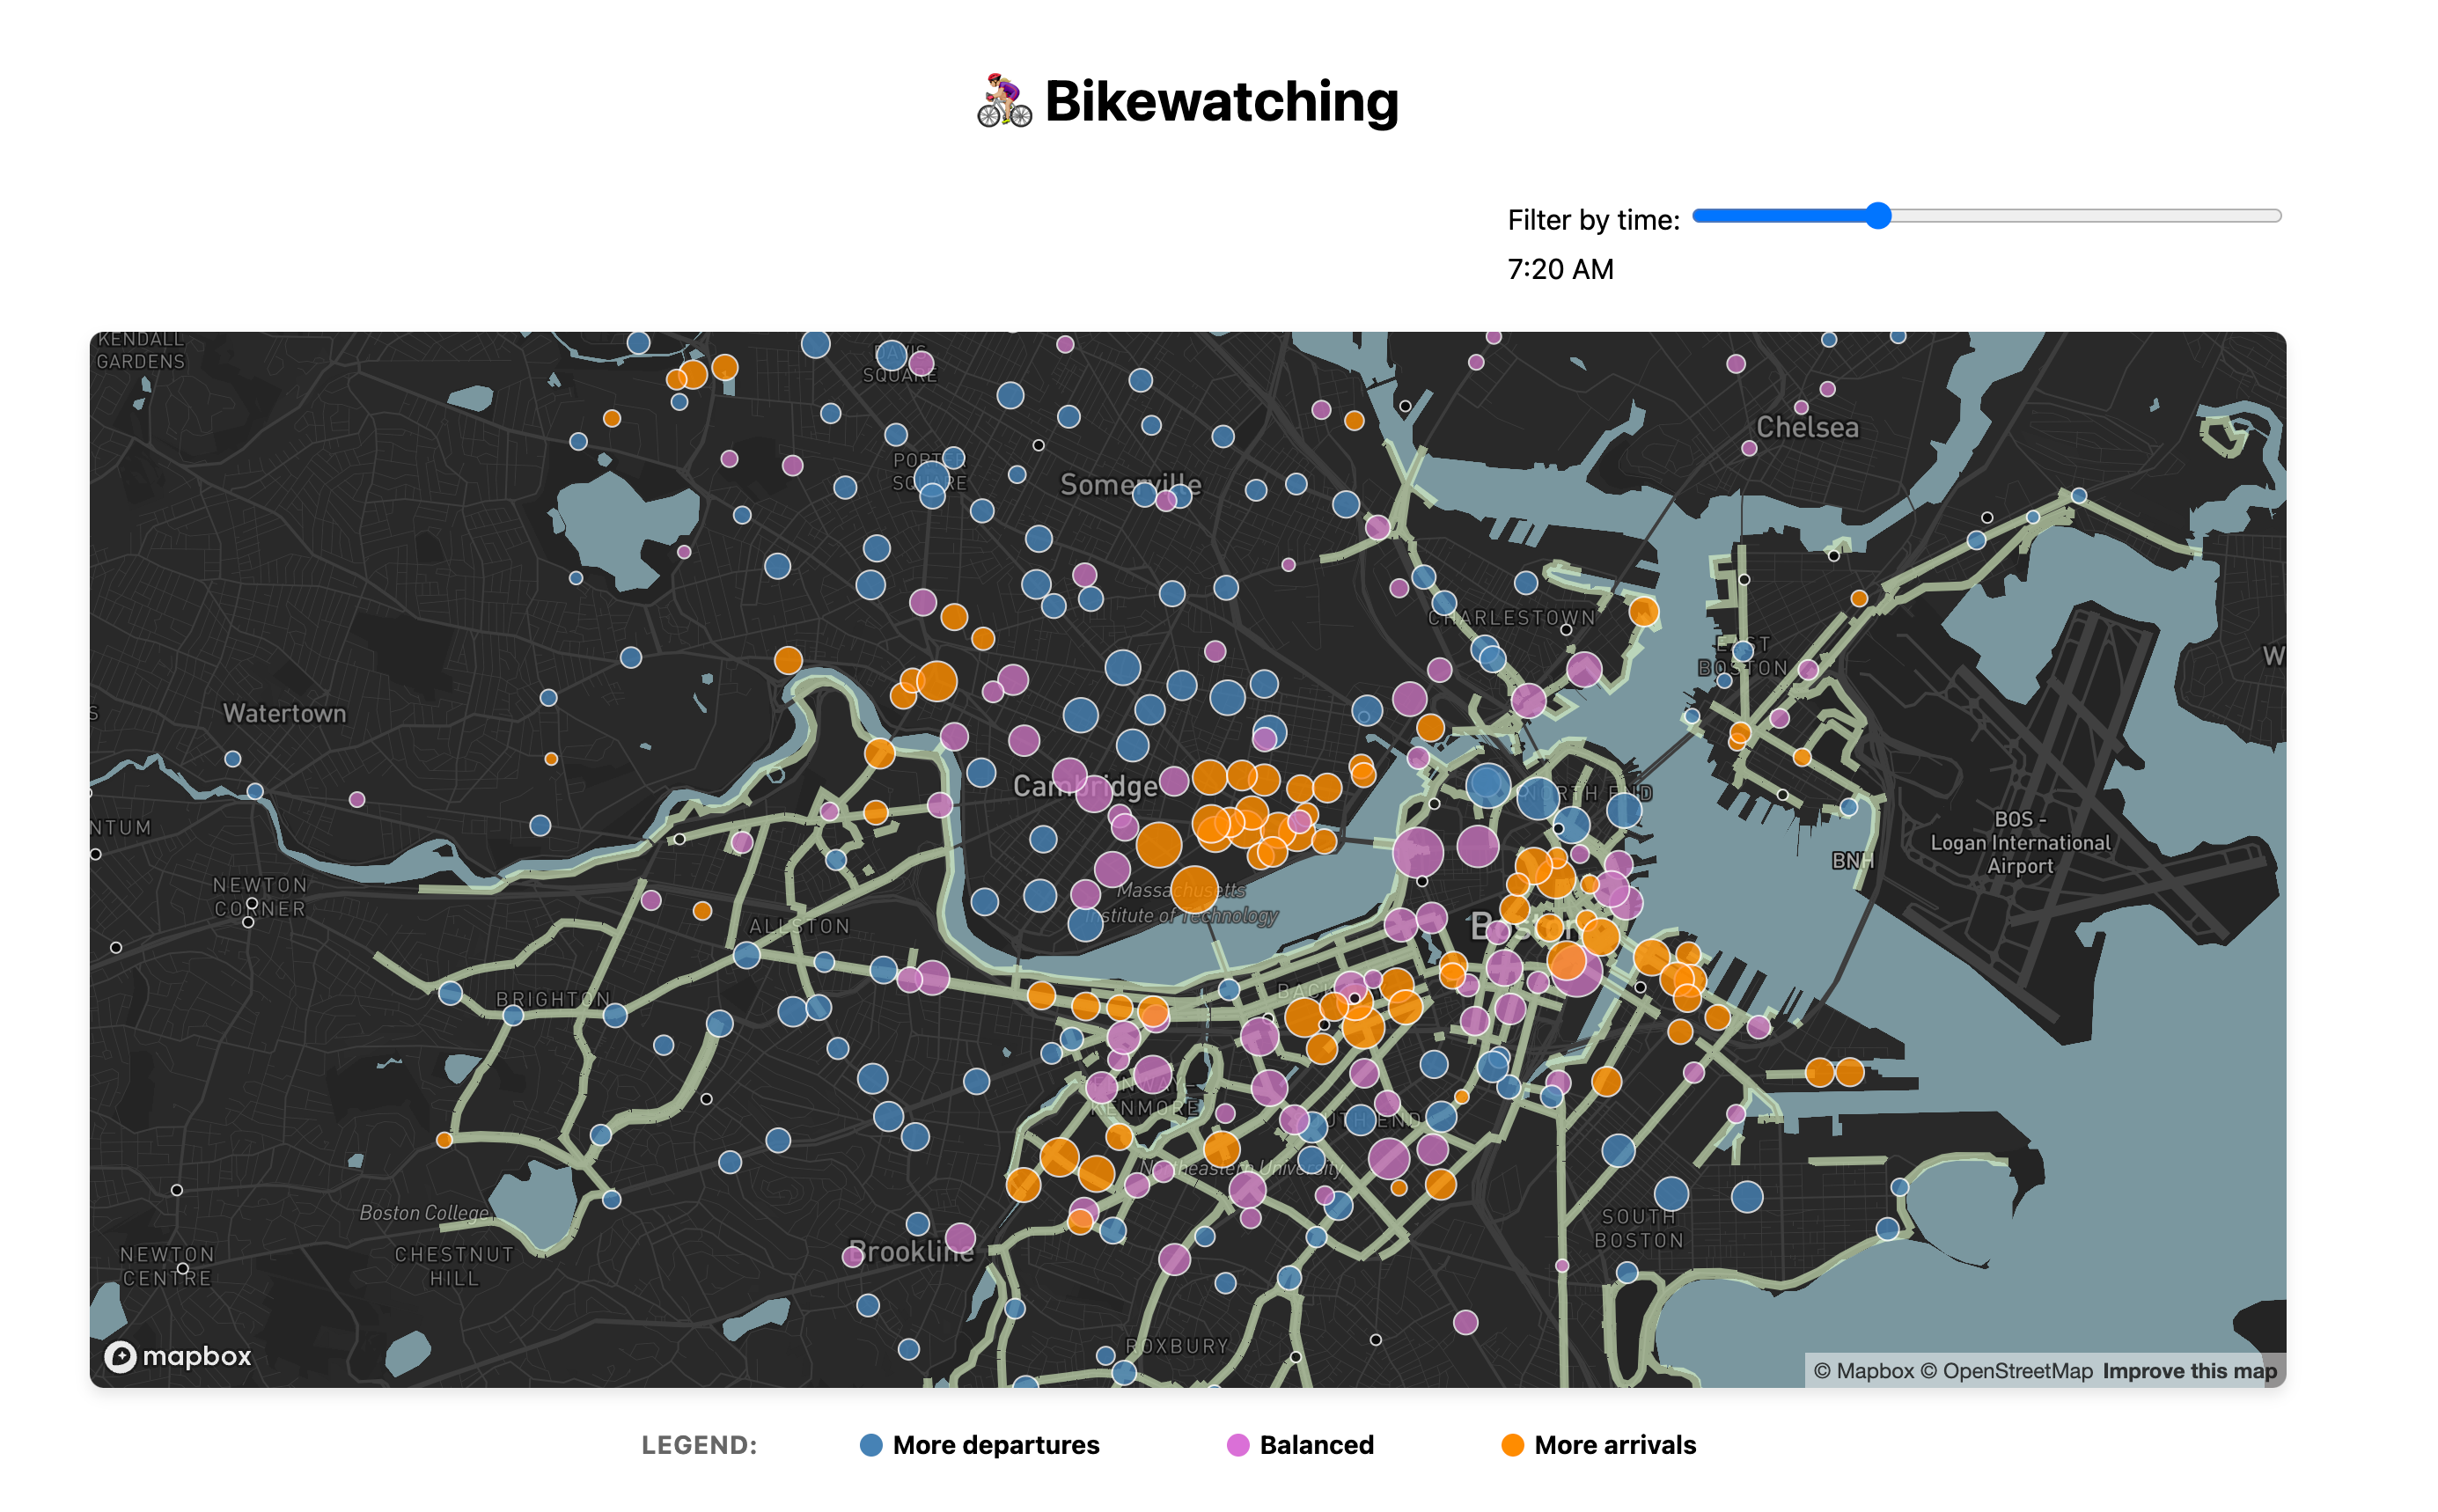 Bikewatching
Filter by time:
7:20 AM
KENDALL
GARDENS
DAVIS
SQUARE
Chelsea
PORTER
SQUARE
Somerville
CHARLESTOWN
EAST
BOSTON
W
S
Watertown
Cambridge
NORTH END
NTUM
BOS -
Logan International
Airport
BNH
NEWTON
CORNER
Massachusetts
Institute of Technology
ALLSTON
Boston
BACK
BRIGHTON
FENWAY
KENMORE
SOUTH END
Northeastern University
Boston College
SOUTH
BOSTON
NEWTON
CENTRE
CHESTNUT
HILL
Brookline
ROXBURY
mapbox
© Mapbox © OpenStreetMap Improve this map
LEGEND:
More departures
Balanced
More arrivals